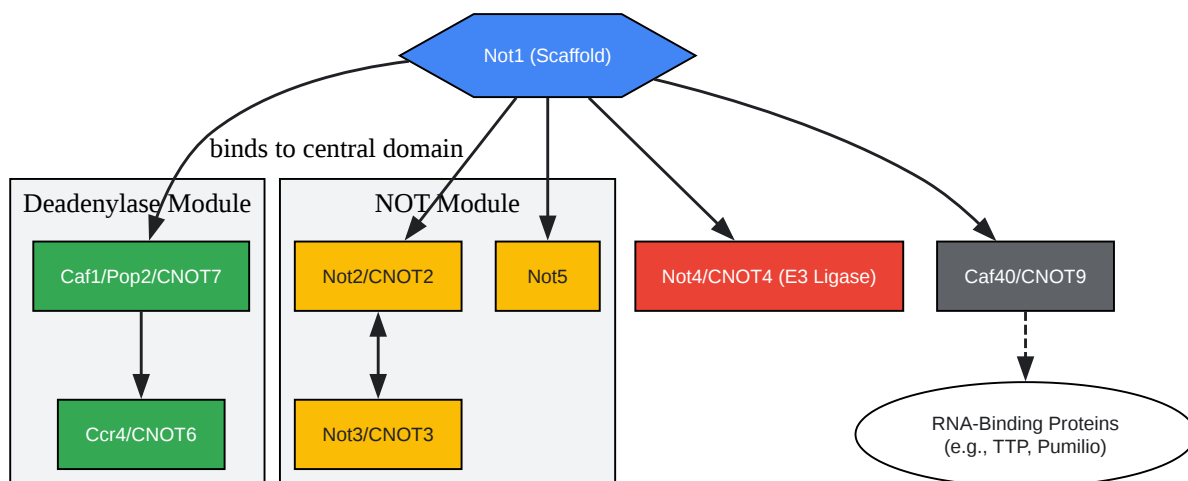 Not1 (Scaffold)
binds to central domain
Deadenylase Module
NOT Module
Caf1/Pop2/CNOT7
Not2/CNOT2
Not5
Not4/CNOT4 (E3 Ligase)
Caf40/CNOT9
Ccr4/CNOT6
Not3/CNOT3
RNA-Binding Proteins
(e.g., TTP, Pumilio)